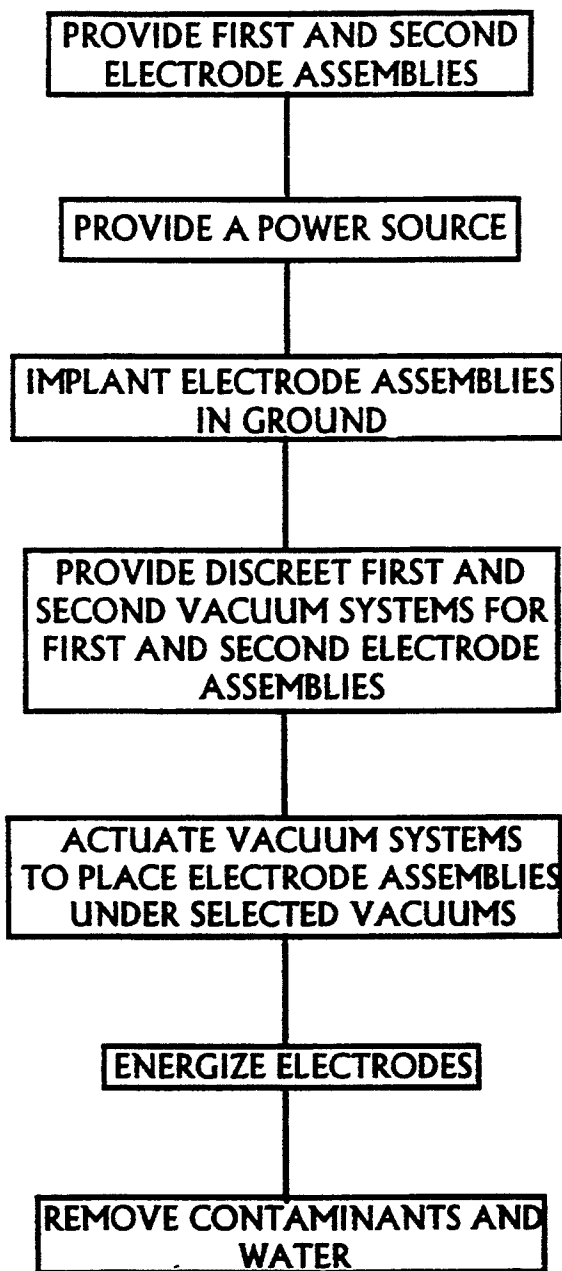 PROVIDE FIRST AND SECOND
ELECTRODE ASSEMBLIES
PROVIDE A POWER SOURCE
IMPLANT ELECTRODE ASSEMBLIES
IN GROUND
PROVIDE DISCREET FIRST AND
SECOND VACUUM SYSTEMS FOR
FIRST AND SECOND ELECTRODE
ASSEMBLIES
ACTUATE VACUUM SYSTEMS
TO PLACE ELECTRODE ASSEMBLIES
UNDER SELECTED VACUUMS
ENERGIZE ELECTRODES
REMOVE CONTAMINANTS AND
WATER